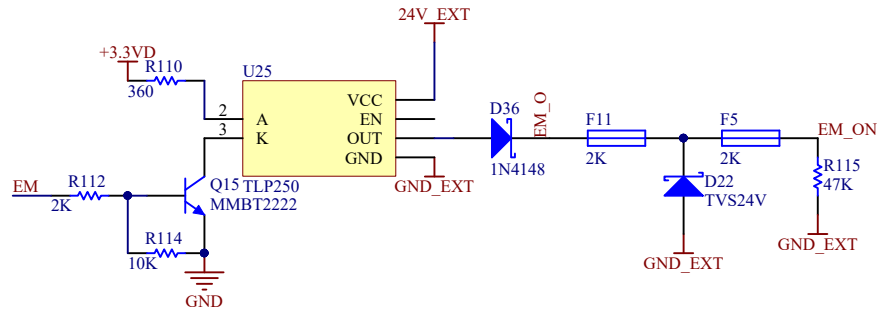 24V_EXT
+3.3VD
R110
360
U25
2
A
3
K
VCC
EN
OUT
GND
TLP250
GND_EXT
D36
1N4148
EM_O
F11
2K
F5
2K
EM_ON
R115
47K
GND_EXT
D22
TVS24V
GND_EXT
EM
R112
2K
Q15
MMBT2222
R114
10K
GND